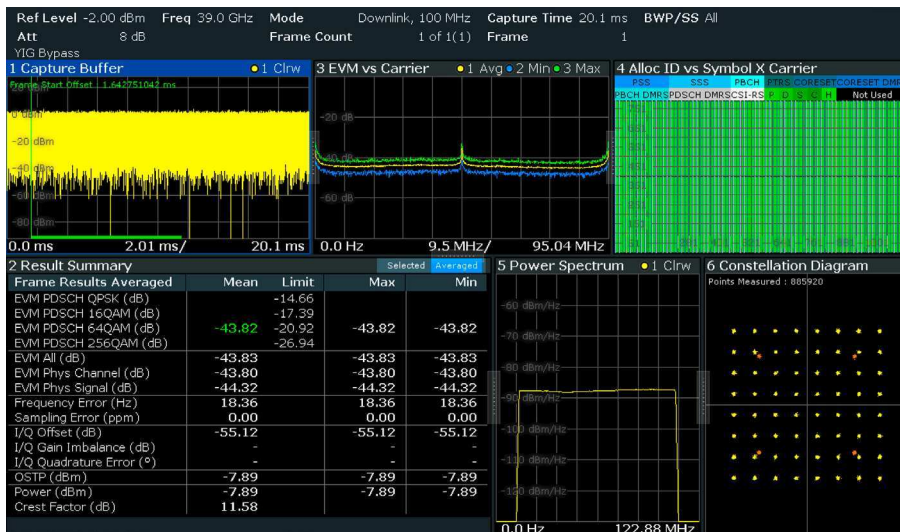 Ref Level -2.00 dBm Freq 39.0 GHz Mode Downlink, 100 MHz Capture Time 20.1 ms BWP/SS All
Att 8 dB Frame Count 1 of 1(1) Frame 1
YIG Bypass
1 Capture Buffer 1 Clrw
Frame Start Offset : 1.642751042 ms
0 dBm
-20 dBm
-40 dBm
-60 dBm
-80 dBm
0.0 ms 2.01 ms/ 20.1 ms
3 EVM vs Carrier 1 Avg 2 Min 3 Max
-20 dB
-40 dB
-60 dB
0.0 Hz 9.5 MHz/ 95.04 MHz
4 Alloc ID vs Symbol X Carrier
PSS SSS PBCH PTRS CORESET CORESET DMR
PBCH DMRS PDSCH DMRS CSI-RS P D S C H Not Used
2 Result Summary Selected Averaged
Frame Results Averaged Mean Limit Max Min
EVM PDSCH QPSK (dB) -14.66
EVM PDSCH 16QAM (dB) -17.39
EVM PDSCH 64QAM (dB) -43.82 -20.92 -43.82 -43.82
EVM PDSCH 256QAM (dB) -26.94
EVM All (dB) -43.83 -43.83 -43.83
EVM Phys Channel (dB) -43.80 -43.80 -43.80
EVM Phys Signal (dB) -44.32 -44.32 -44.32
Frequency Error (Hz) 18.36 18.36 18.36
Sampling Error (ppm) 0.00 0.00 0.00
I/Q Offset (dB) -55.12 -55.12 -55.12
I/Q Gain Imbalance (dB) - - -
I/Q Quadrature Error (°) - - -
OSTP (dBm) -7.89 -7.89 -7.89
Power (dBm) -7.89 -7.89 -7.89
Crest Factor (dB) 11.58
5 Power Spectrum 1 Clrw
-60 dBm/Hz
-70 dBm/Hz
-80 dBm/Hz
-90 dBm/Hz
-100 dBm/Hz
-110 dBm/Hz
-120 dBm/Hz
0.0 Hz 122.88 MHz
6 Constellation Diagram
Points Measured : 885920